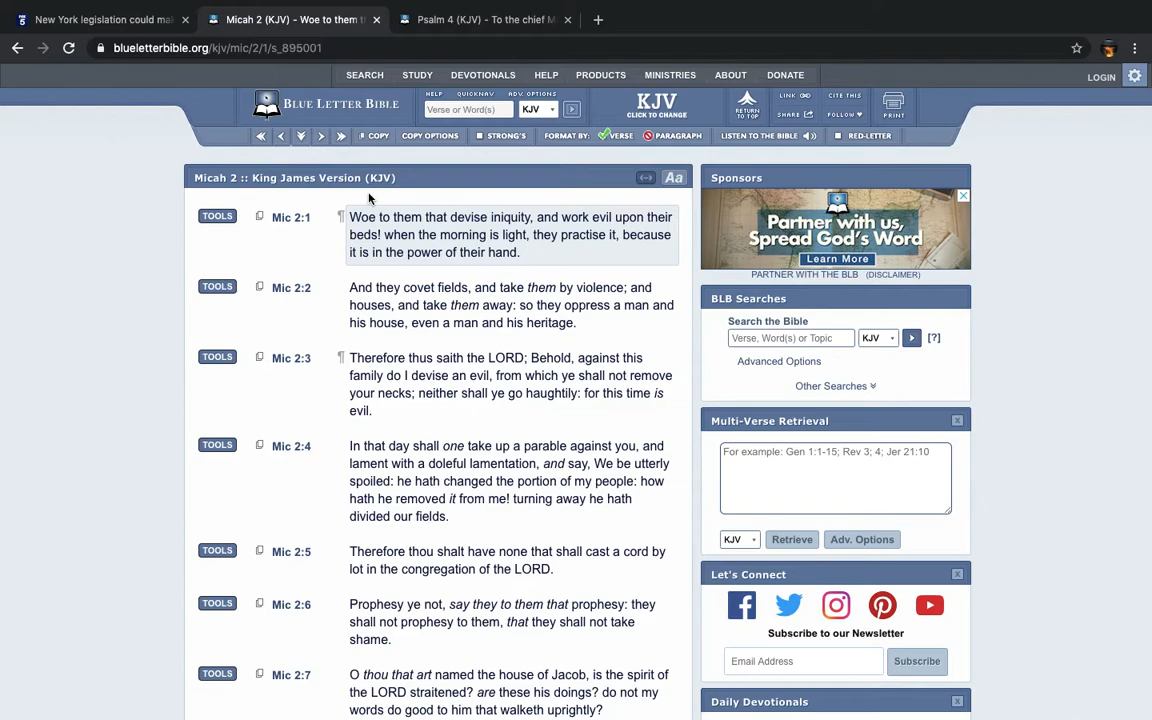 New York legislation could ma
Micah 2 (KJV) - Woe to them t
Psalm 4 (KJV) - To the chief M
blueletterbible.org/kjv/mic/2/1/s_895001
SEARCH STUDY DEVOTIONALS HELP PRODUCTS MINISTRIES ABOUT DONATE
LOGIN
BLUE LETTER BIBLE
HELP QUICKNAV ADV. OPTIONS
Verse or Word(s) KJV
KJV
CLICK TO CHANGE
RETURN
TO TOP
LINK CITE THIS
SHARE FOLLOW
PRINT
COPY COPY OPTIONS STRONG'S FORMAT BY: VERSE PARAGRAPH LISTEN TO THE BIBLE RED-LETTER
Micah 2 :: King James Version (KJV)
Aa
TOOLS Mic 2:1 ¶ Woe to them that devise iniquity, and work evil upon their
beds! when the morning is light, they practise it, because
it is in the power of their hand.
TOOLS Mic 2:2 And they covet fields, and take them by violence; and
houses, and take them away: so they oppress a man and
his house, even a man and his heritage.
TOOLS Mic 2:3 ¶ Therefore thus saith the LORD; Behold, against this
family do I devise an evil, from which ye shall not remove
your necks; neither shall ye go haughtily: for this time is
evil.
TOOLS Mic 2:4 In that day shall one take up a parable against you, and
lament with a doleful lamentation, and say, We be utterly
spoiled: he hath changed the portion of my people: how
hath he removed it from me! turning away he hath
divided our fields.
TOOLS Mic 2:5 Therefore thou shalt have none that shall cast a cord by
lot in the congregation of the LORD.
TOOLS Mic 2:6 Prophesy ye not, say they to them that prophesy: they
shall not prophesy to them, that they shall not take
shame.
TOOLS Mic 2:7 O thou that art named the house of Jacob, is the spirit of
the LORD straitened? are these his doings? do not my
words do good to him that walketh uprightly?
Sponsors
Partner with us,
Spread God's Word
Learn More
PARTNER WITH THE BLB (DISCLAIMER)
BLB Searches
Search the Bible
Verse, Word(s) or Topic KJV [?]
Advanced Options
Other Searches
Multi-Verse Retrieval
For example: Gen 1:1-15; Rev 3; 4; Jer 21:10
KJV Retrieve Adv. Options
Let's Connect
Subscribe to our Newsletter
Email Address Subscribe
Daily Devotionals